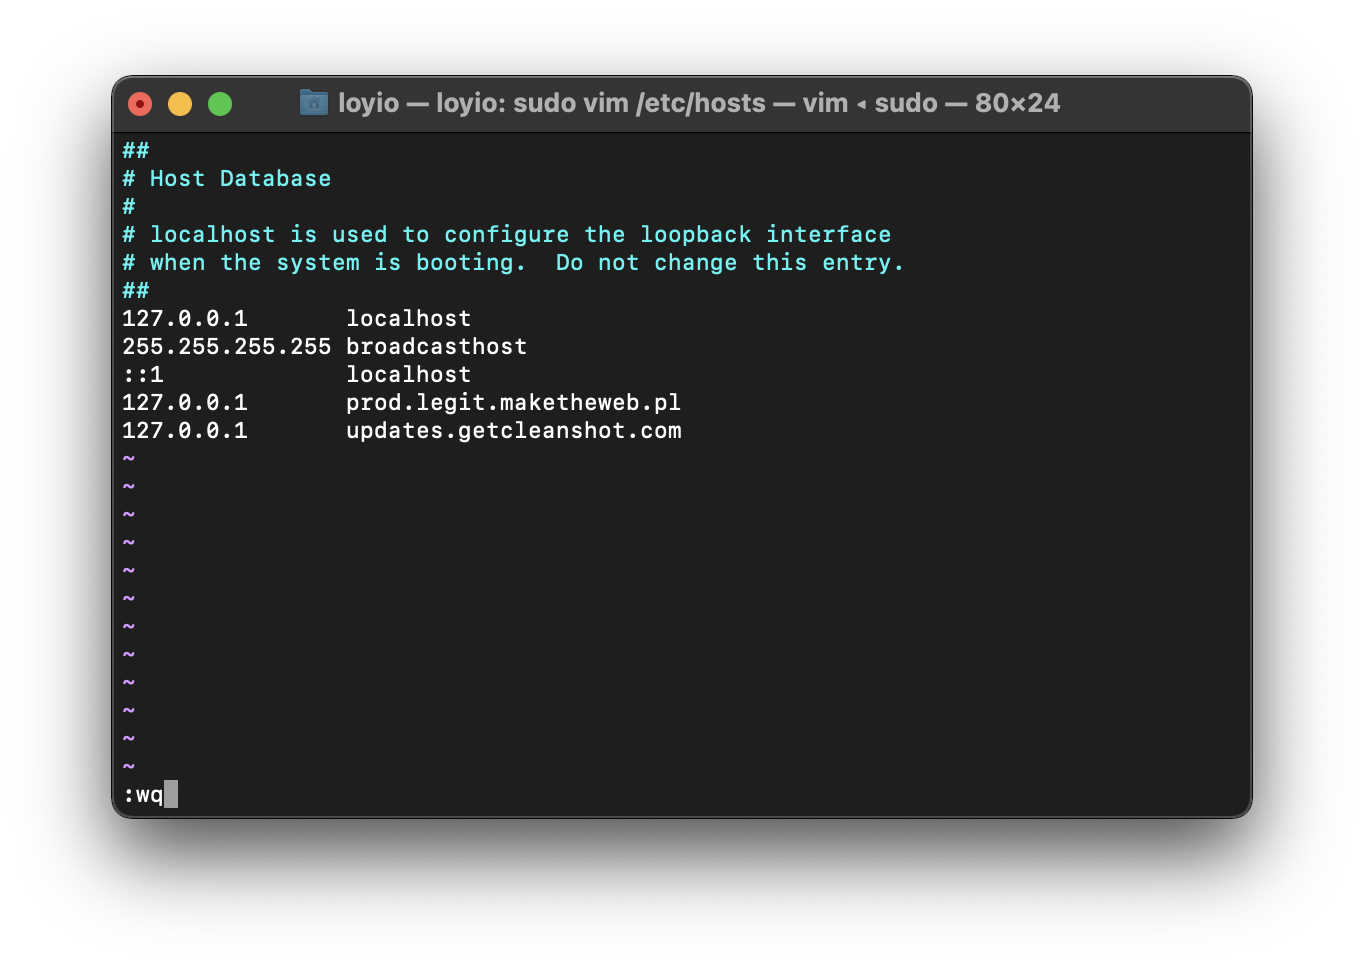 loyio — loyio: sudo vim /etc/hosts — vim ◂ sudo — 80×24
##
# Host Database
#
# localhost is used to configure the loopback interface
# when the system is booting.  Do not change this entry.
##
127.0.0.1       localhost
255.255.255.255 broadcasthost
::1             localhost
127.0.0.1       prod.legit.maketheweb.pl
127.0.0.1       updates.getcleanshot.com
~
~
~
~
~
~
~
~
~
~
~
~
:wq